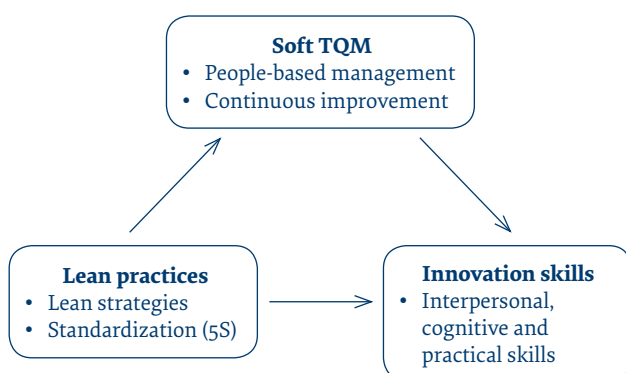 Soft TQM
• People-based management
• Continuous improvement
Lean practices
• Lean strategies
• Standardization (5S)
Innovation skills
• Interpersonal,
cognitive and
practical skills